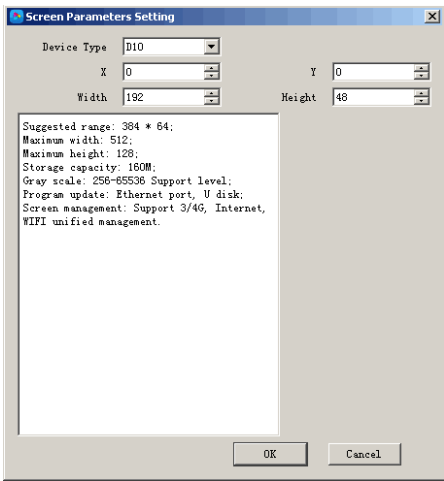 Screen Parameters Setting
Device Type D10
X 0 Y 0
Width 192 Height 48
Suggested range: 384 * 64;
Maximum width: 512;
Maximum height: 128;
Storage capacity: 160M;
Gray scale: 256-65536 Support level;
Program update: Ethernet port, U disk;
Screen management: Support 3/4G, Internet,
WIFI unified management.
OK Cancel